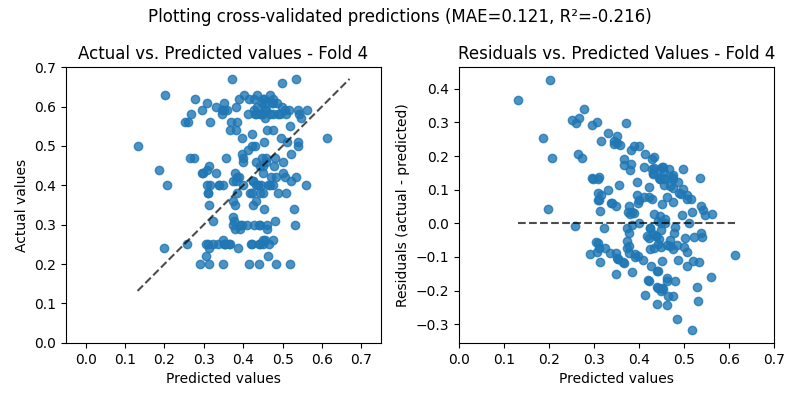 Plotting cross-validated predictions (MAE=0.121, R²=-0.216)
Actual vs. Predicted values - Fold 4
Actual values
0.7
0.6
0.5
0.4
0.3
0.2
0.1
0.0
0.0 0.1 0.2 0.3 0.4 0.5 0.6 0.7
Predicted values
Residuals vs. Predicted Values - Fold 4
Residuals (actual - predicted)
0.4
0.3
0.2
0.1
0.0
−0.1
−0.2
−0.3
0.0 0.1 0.2 0.3 0.4 0.5 0.6 0.7
Predicted values